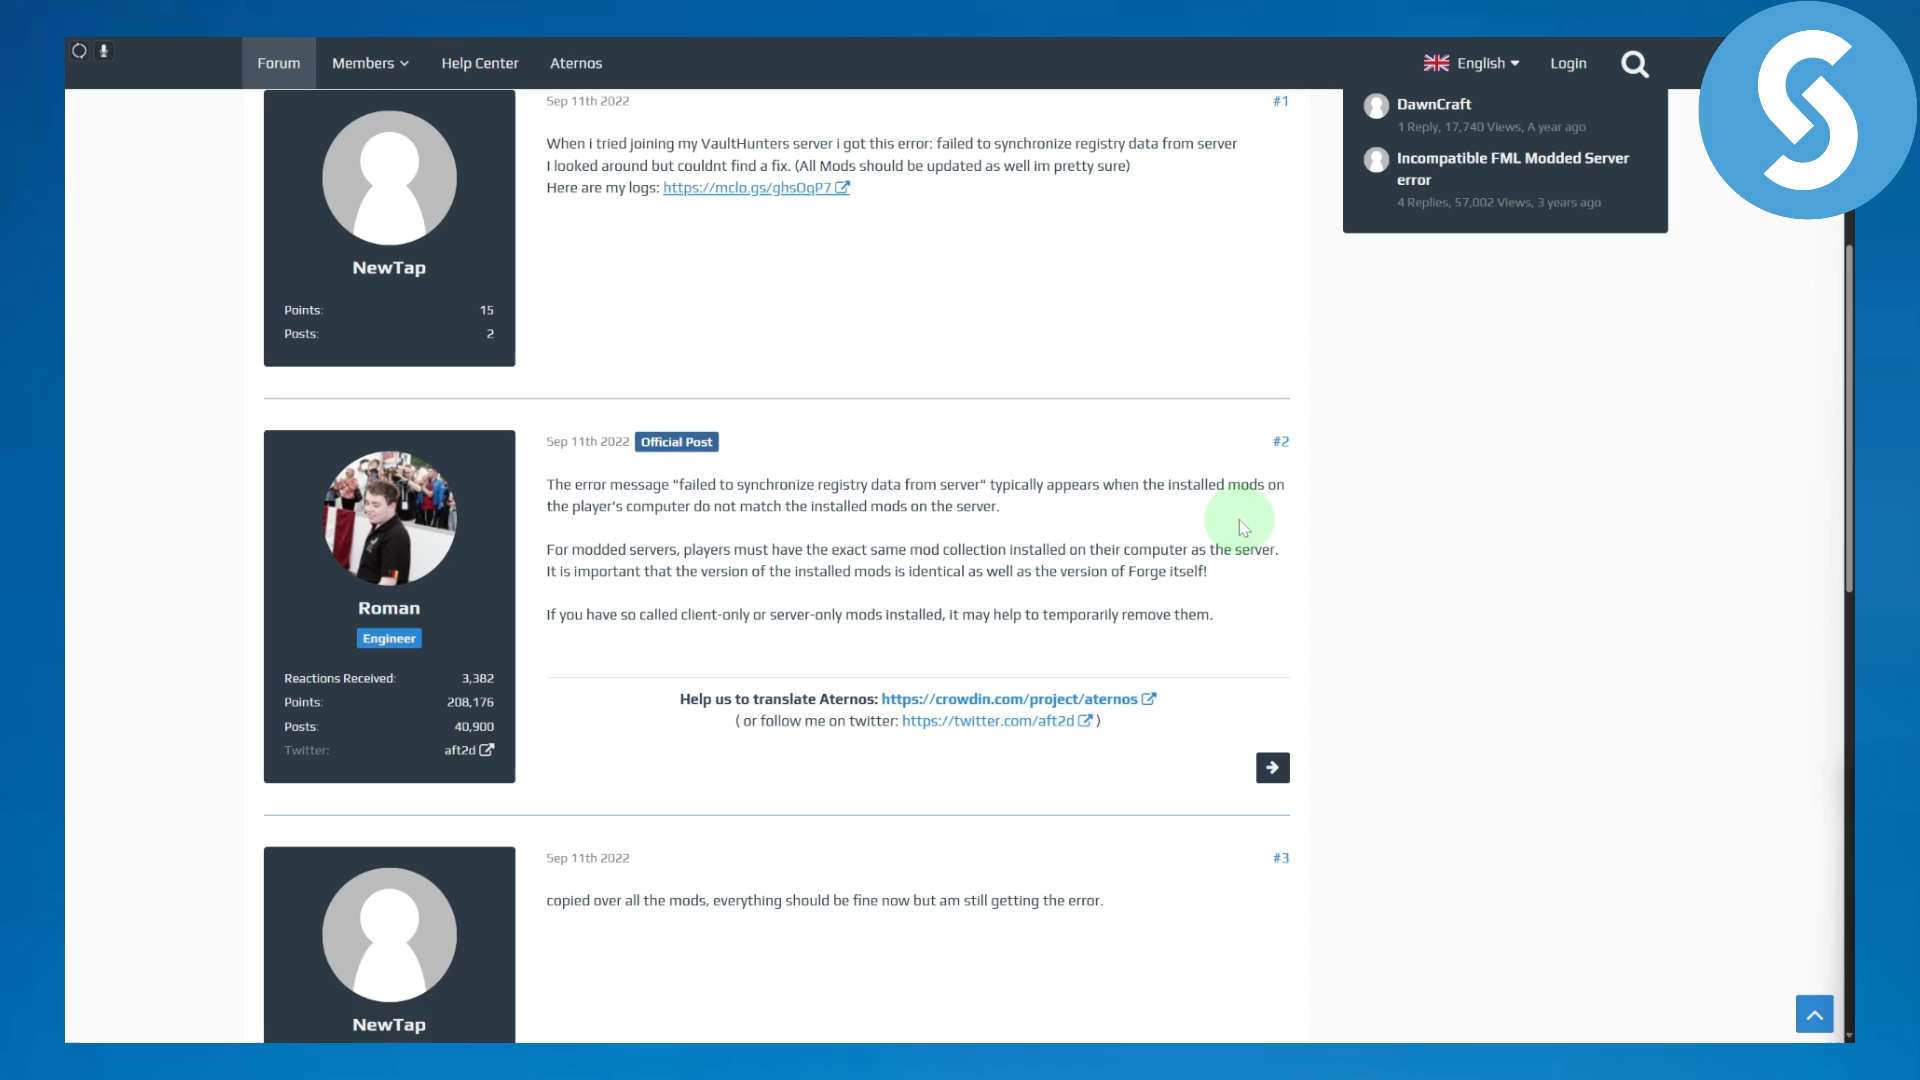 Forum
Members
Help Center
Aternos
English
Login
Sep 11th 2022
#1
When i tried joining my VaultHunters server i got this error: failed to synchronize registry data from server
I looked around but couldnt find a fix. (All Mods should be updated as well im pretty sure)
Here are my logs: https://mclo.gs/ghsOqP7
NewTap
Points: 15
Posts: 2
DawnCraft
1 Reply, 17,740 Views, A year ago
Incompatible FML Modded Server
error
4 Replies, 57,002 Views, 3 years ago
Sep 11th 2022 Official Post
#2
The error message "failed to synchronize registry data from server" typically appears when the installed mods on
the player's computer do not match the installed mods on the server.
For modded servers, players must have the exact same mod collection installed on their computer as the server.
It is important that the version of the installed mods is identical as well as the version of Forge itself!
If you have so called client-only or server-only mods installed, it may help to temporarily remove them.
Roman
Engineer
Reactions Received: 3,382
Points: 208,176
Posts: 40,900
Twitter: aft2d
Help us to translate Aternos: https://crowdin.com/project/aternos
( or follow me on twitter: https://twitter.com/aft2d )
Sep 11th 2022
#3
copied over all the mods, everything should be fine now but am still getting the error.
NewTap